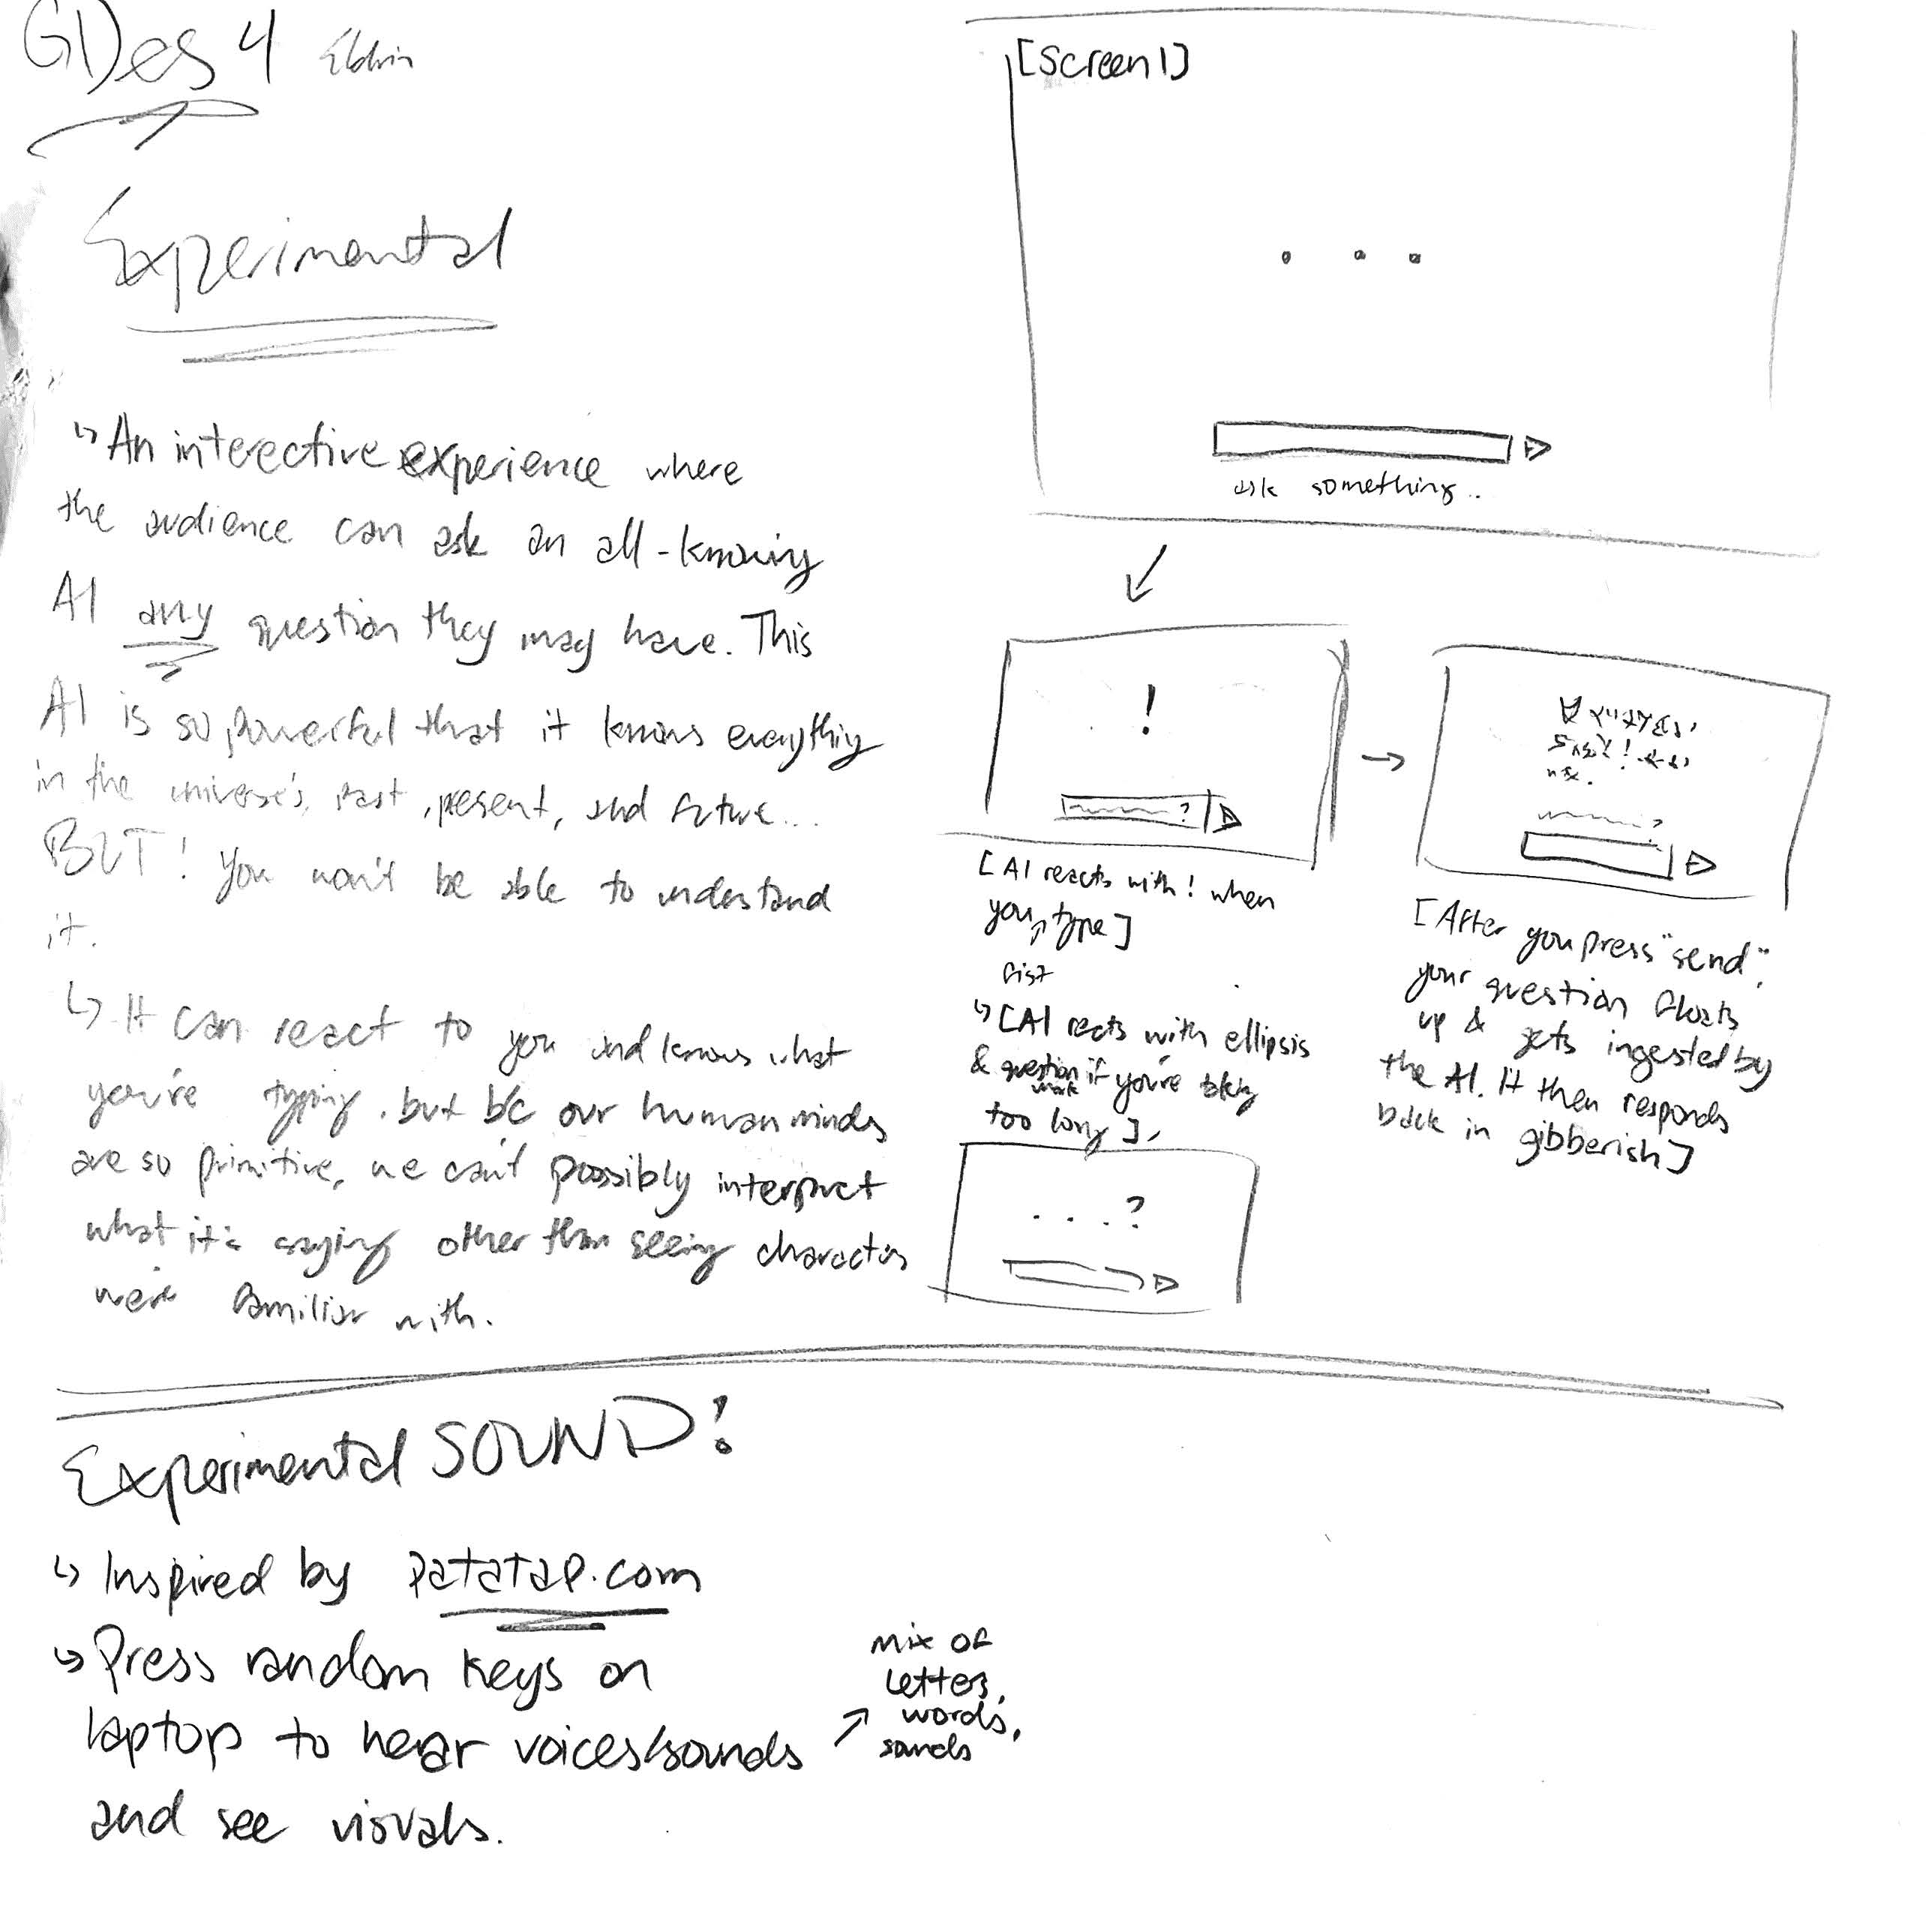 GDes 4
Experimental
↳ An interective experience where
the audience can ask an all-knowing
AI any question they may have. This
AI is so powerful that it knows everything
in the universe's past, present, and future...
BUT! You won't be able to understand
it.
↳ It can react to you and knows what
you're typing, but b/c our human minds
are so primitive, we can't possibly interpret
what it's saying other than seeing characters
we're familiar with.
[Screen 1]
. . .
ask something..
!
?
[AI reacts with ! when
you type]
first
↳ [AI reacts with ellipsis
& question mark if you're taking
too long]
. . . ?
?
[After you press "send",
your question floats
up & gets ingested by
the AI. It then responds
back in gibberish]
Experimental SOUND!
↳ Inspired by patatap.com
↳ Press random keys on
laptop to hear voices/sounds
and see visuals.
mix of
letters,
words,
sounds